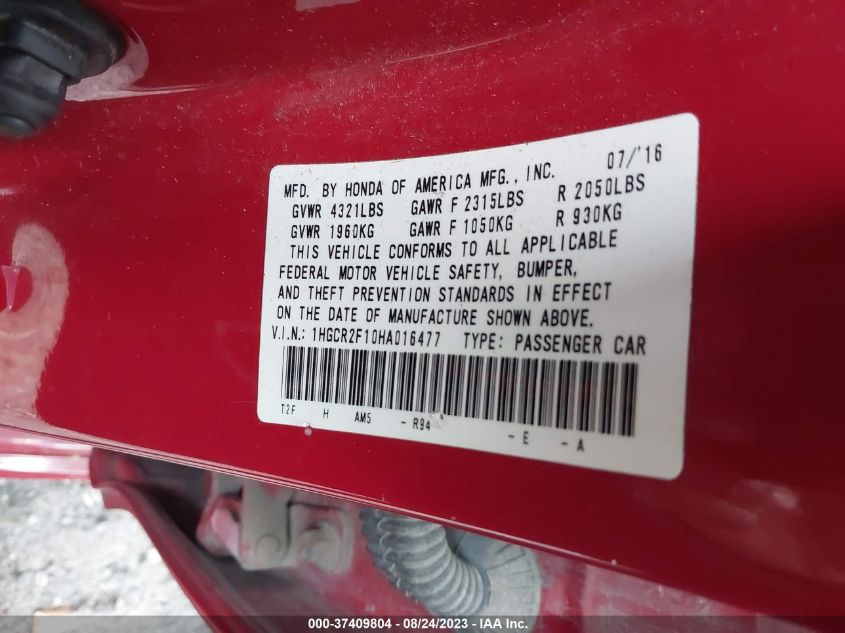 MFD. BY HONDA OF AMERICA MFG., INC. 07/'16
GVWR 4321LBS GAWR F 2315LBS R 2050LBS
GVWR 1960KG GAWR F 1050KG R 930KG
THIS VEHICLE CONFORMS TO ALL APPLICABLE
FEDERAL MOTOR VEHICLE SAFETY, BUMPER,
AND THEFT PREVENTION STANDARDS IN EFFECT
ON THE DATE OF MANUFACTURE SHOWN ABOVE.
V.I.N.: 1HGCR2F10HA016477 TYPE: PASSENGER CAR
T2F H AM5 - R94 - E - A
000-37409804 - 08/24/2023 - IAA Inc.